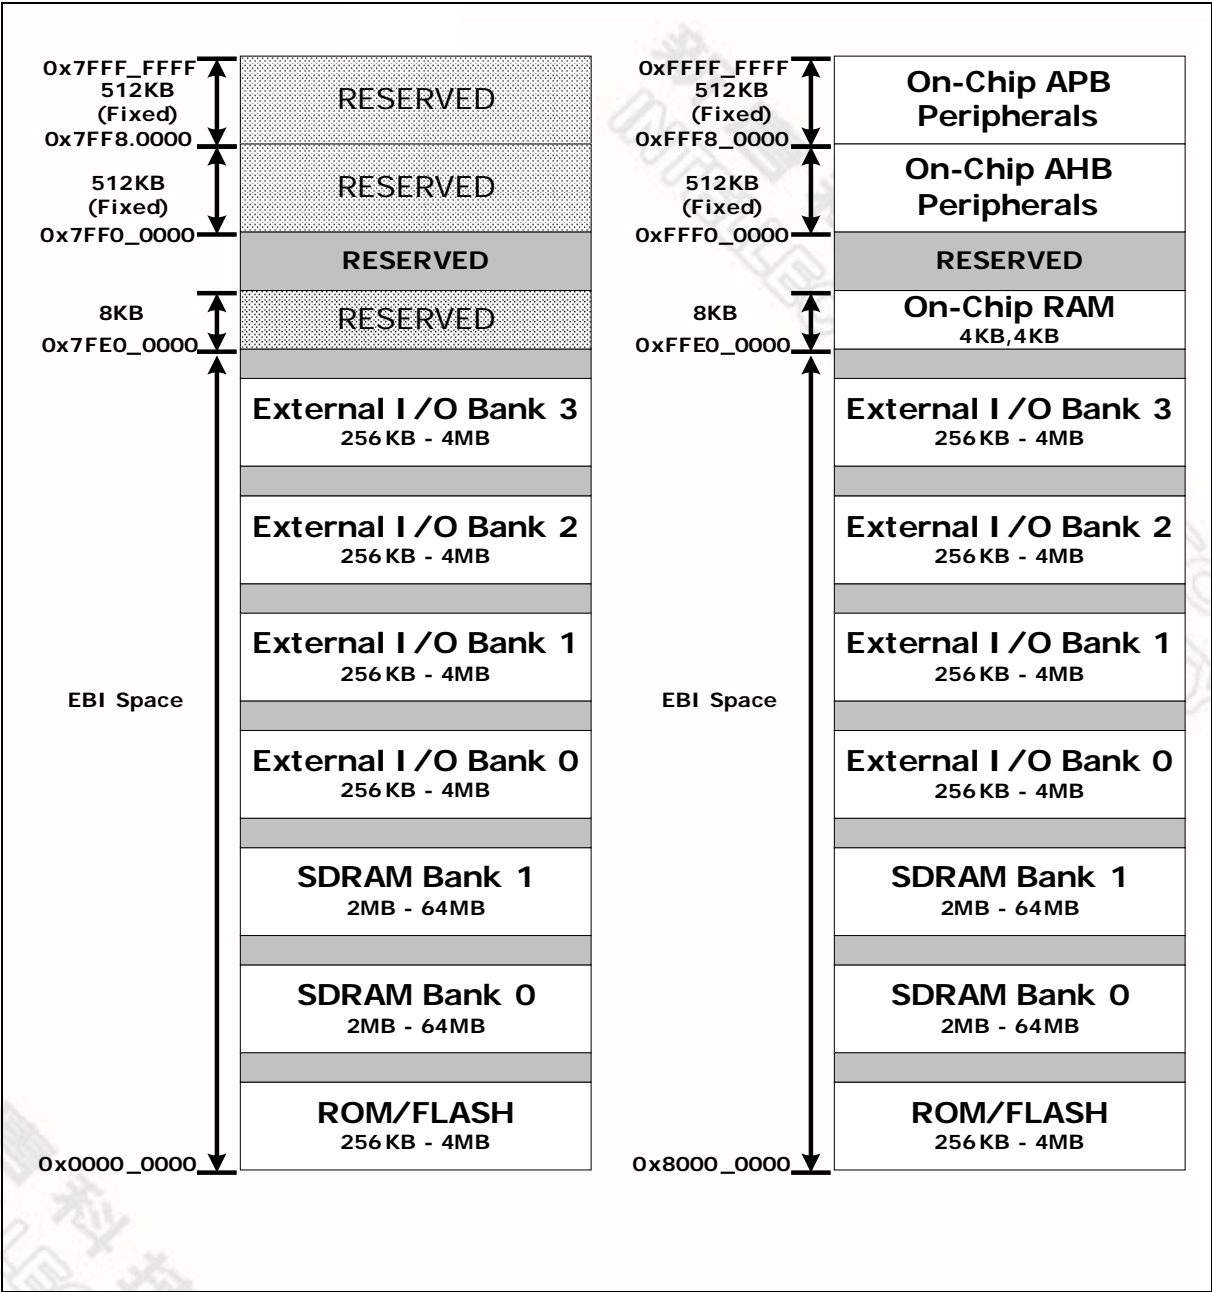 0x7FFF_FFFF
512KB
(Fixed)
0x7FF8.0000
512KB
(Fixed)
0x7FF0_0000
8KB
0x7FE0_0000
EBI Space
0x0000_0000
RESERVED
RESERVED
RESERVED
RESERVED
External I/O Bank 3
256KB - 4MB
External I/O Bank 2
256KB - 4MB
External I/O Bank 1
256KB - 4MB
External I/O Bank 0
256KB - 4MB
SDRAM Bank 1
2MB - 64MB
SDRAM Bank 0
2MB - 64MB
ROM/FLASH
256KB - 4MB
0xFFFF_FFFF
512KB
(Fixed)
0xFFF8_0000
512KB
(Fixed)
0xFFF0_0000
8KB
0xFFE0_0000
EBI Space
0x8000_0000
On-Chip APB
Peripherals
On-Chip AHB
Peripherals
RESERVED
On-Chip RAM
4KB,4KB
External I/O Bank 3
256KB - 4MB
External I/O Bank 2
256KB - 4MB
External I/O Bank 1
256KB - 4MB
External I/O Bank 0
256KB - 4MB
SDRAM Bank 1
2MB - 64MB
SDRAM Bank 0
2MB - 64MB
ROM/FLASH
256KB - 4MB